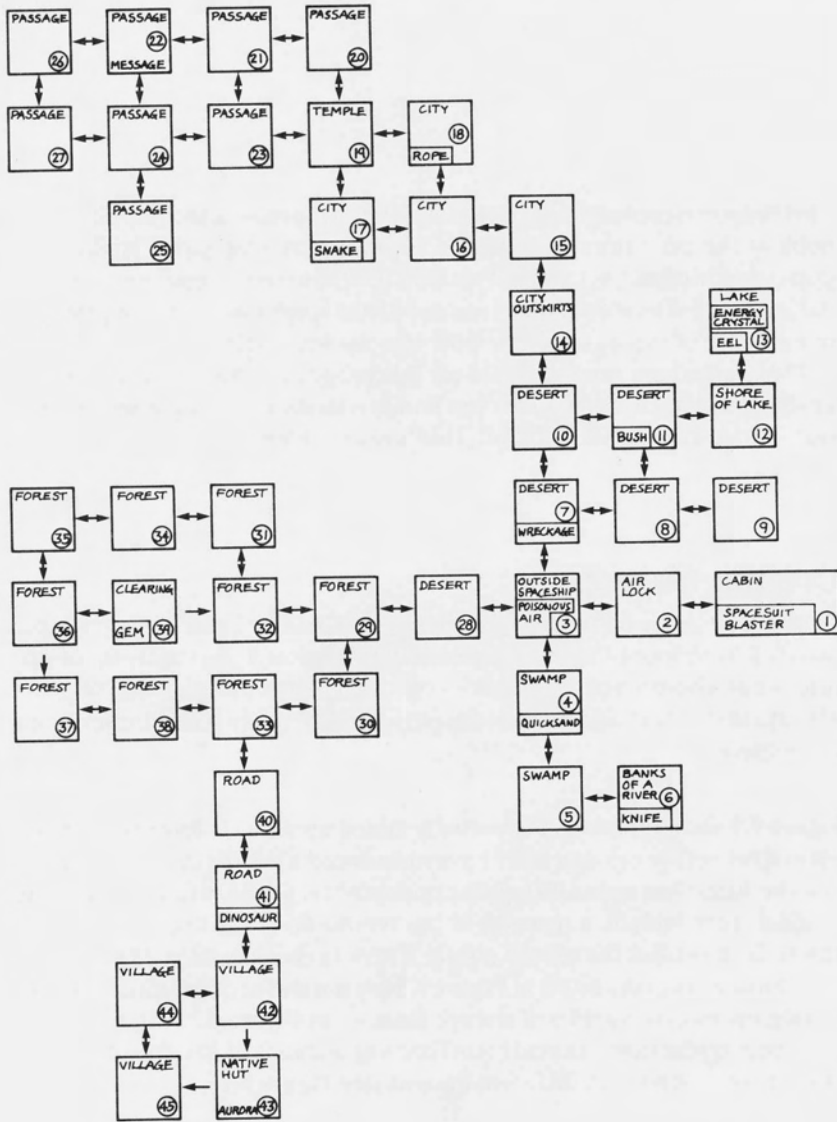 PASSAGE
26
PASSAGE
22
MESSAGE
PASSAGE
21
PASSAGE
20
PASSAGE
27
PASSAGE
24
PASSAGE
23
TEMPLE
19
CITY
18
ROPE
PASSAGE
25
CITY
17
SNAKE
CITY
16
CITY
15
CITY
OUTSKIRTS
14
LAKE
ENERGY
CRYSTAL
EEL
13
DESERT
10
DESERT
BUSH
11
SHORE
OF LAKE
12
FOREST
35
FOREST
34
FOREST
31
DESERT
7
WRECKAGE
DESERT
8
DESERT
9
FOREST
36
CLEARING
GEM
39
FOREST
32
FOREST
29
DESERT
28
OUTSIDE
SPACESHIP
POISONOUS
AIR
3
AIR
LOCK
2
CABIN
SPACESUIT
BLASTER
1
FOREST
37
FOREST
38
FOREST
33
FOREST
30
SWAMP
4
QUICKSAND
ROAD
40
SWAMP
5
BANKS
OF A
RIVER
6
KNIFE
ROAD
41
DINOSAUR
VILLAGE
44
VILLAGE
42
VILLAGE
45
NATIVE
HUT
AURORA
43